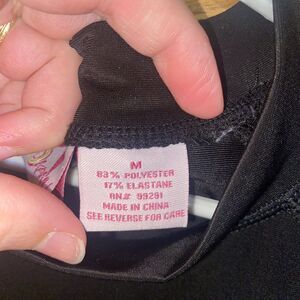 M
83% POLYESTER
17% ELASTANE
RN# 99291
MADE IN CHINA
SEE REVERSE FOR CARE